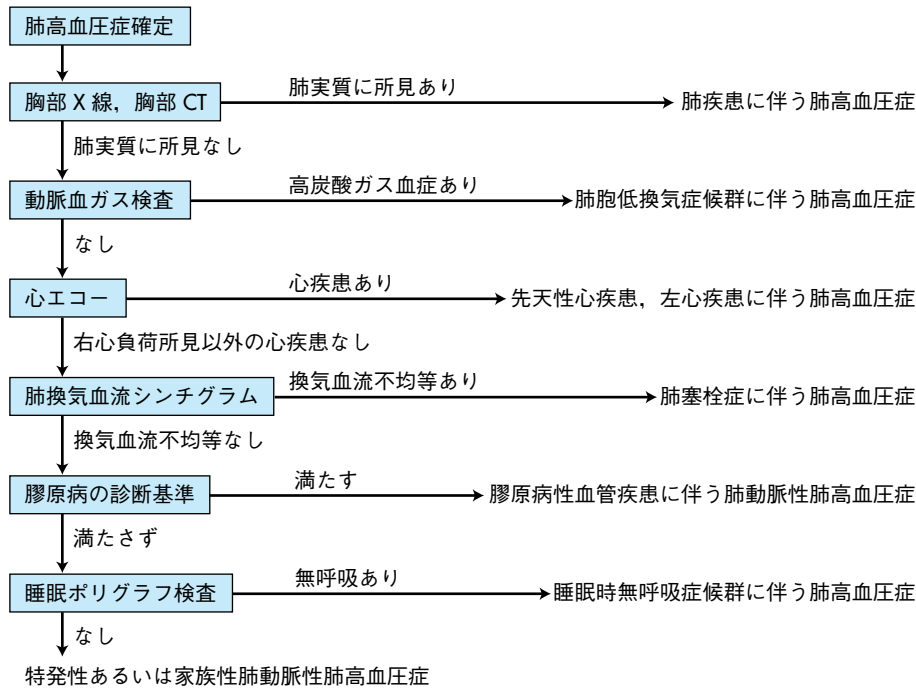 肺高血圧症確定
胸部 X 線，胸部 CT
肺実質に所見あり
肺疾患に伴う肺高血圧症
肺実質に所見なし
動脈血ガス検査
高炭酸ガス血症あり
肺胞低換気症候群に伴う肺高血圧症
なし
心エコー
心疾患あり
先天性心疾患，左心疾患に伴う肺高血圧症
右心負荷所見以外の心疾患なし
肺換気血流シンチグラム
換気血流不均等あり
肺塞栓症に伴う肺高血圧症
換気血流不均等なし
膠原病の診断基準
満たす
膠原病性血管疾患に伴う肺動脈性肺高血圧症
満たさず
睡眠ポリグラフ検査
無呼吸あり
睡眠時無呼吸症候群に伴う肺高血圧症
なし
特発性あるいは家族性肺動脈性肺高血圧症